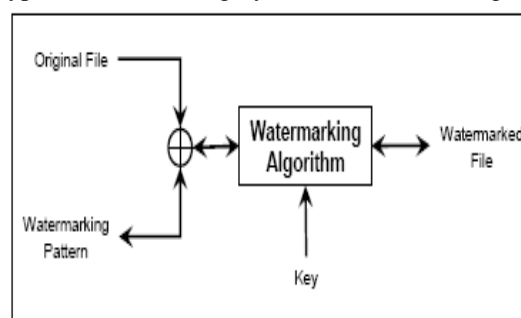 Original File
Watermarking
Algorithm
Watermarked
File
Watermarking
Pattern
Key